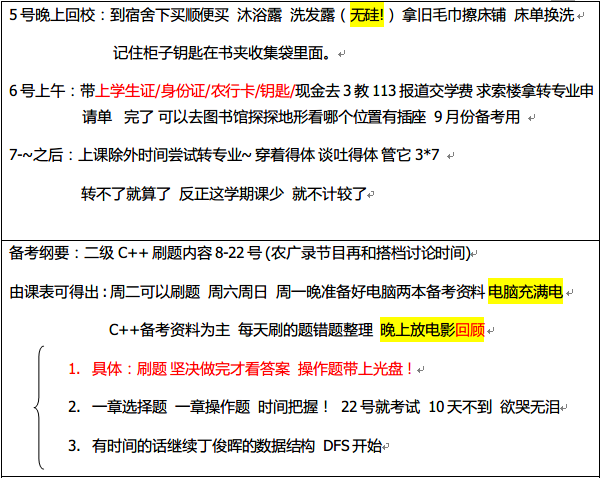 5 号晚上回校：到宿舍下买顺便买 沐浴露 洗发露（无硅!） 拿旧毛巾擦床铺 床单换洗
记住柜子钥匙在书夹收集袋里面。
6 号上午：带上学生证/身份证/农行卡/钥匙/现金去 3 教 113 报道交学费 求索楼拿转专业申
请单 完了 可以去图书馆探探地形看哪个位置有插座 9 月份备考用
7-~之后：上课除外时间尝试转专业~ 穿着得体 谈吐得体 管它 3*7
转不了就算了 反正这学期课少 就不计较了
备考纲要：二级 C++ 刷题内容 8-22 号 (农广录节目再和搭档讨论时间)
由课表可得出 : 周二可以刷题 周六周日 周一晚准备好电脑两本备考资料 电脑充满电
C++备考资料为主 每天刷的题错题整理 晚上放电影回顾
1. 具体：刷题 坚决做完才看答案 操作题带上光盘！
2. 一章选择题 一章操作题 时间把握！ 22 号就考试 10 天不到 欲哭无泪
3. 有时间的话继续丁俊晖的数据结构 DFS 开始